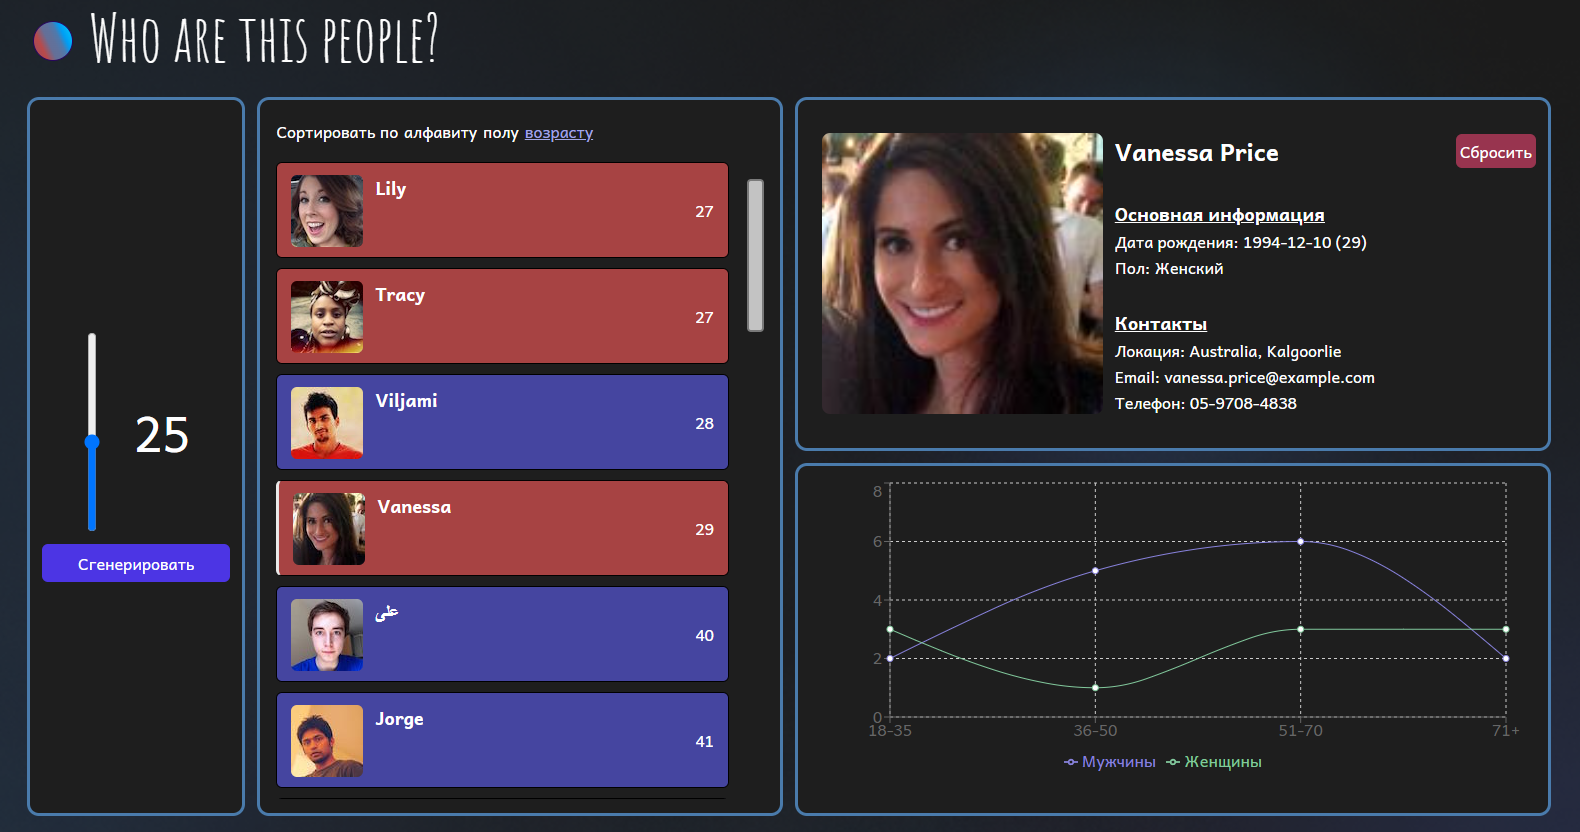 WHO ARE THIS PEOPLE?
25
Сгенерировать
Сортировать по алфавиту полу возрасту
Lily
27
Tracy
27
Viljami
28
Vanessa
29
علی
40
Jorge
41
Vanessa Price
Сбросить
Основная информация
Дата рождения: 1994-12-10 (29)
Пол: Женский
Контакты
Локация: Australia, Kalgoorlie
Email: vanessa.price@example.com
Телефон: 05-9708-4838
8
6
4
2
0
18-35 36-50 51-70 71+
Мужчины Женщины